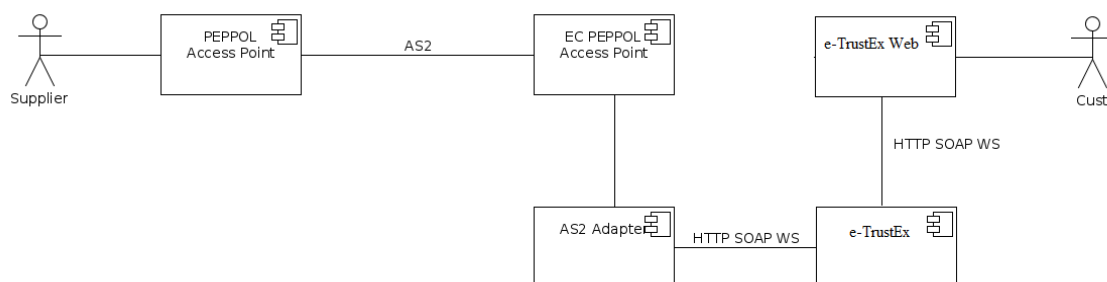 PEPPOL
Access Point
AS2
EC PEPPOL
Access Point
e-TrustEx Web
Supplier
Cust
HTTP SOAP WS
AS2 Adapter
HTTP SOAP WS
e-TrustEx